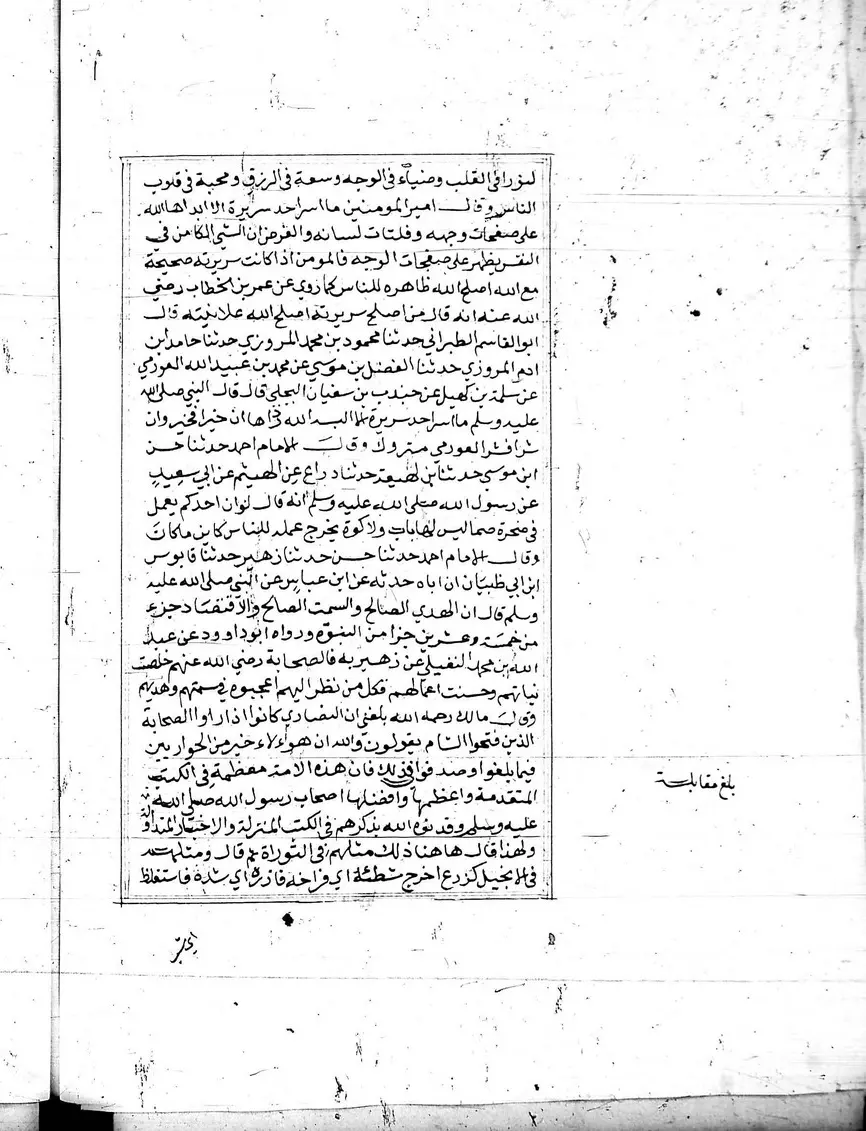 لنورا في القلب وضياء في الوجه وسعة في الرزق ومحبة في قلوب
الناس وقال امير المومنين ما اسر احد سريرة الا ابداها الله
على صفحات وجهه وفلتات لسانه والغرض ان الشي الكامن في
النفس يظهر على صفحات الوجه فالمومن اذا كانت سريرته صحيحة
مع الله اصلح الله ظاهره للناس كما روي عن عمر بن الخطاب رضي
الله عنه انه قال من اصلح سريرته اصلح الله علانيته قال
ابو القاسم الطبراني حدثنا محمود بن محمد المروزي حدثنا حامد ابن
ادم المروزي حدثنا الفضل بن موسي عن محمد بن عبيد الله العورمي
عن سلمة بن كهيل عن جندب بن سفيان البجلي قال قال النبي صلى الله
عليه وسلم ما اسر احد سريرة الا البسه الله رداها ان خيرا فخير وان
شرا فشر العورمي متروك وقال الامام احمد حدثنا حسن
ابن موسي حدثنا ابن لهيعة حدثنا دراج عن الهيثم عن ابي سعيد
عن رسول الله صلى الله عليه وسلم انه قال لو ان احدكم يعمل
في صخرة صما ليس لها باب ولا كوة يخرج عمله للناس كاين ما كان
وقال الامام احمد حدثنا حسن حدثنا زهير حدثنا قابوس
ابن ابي ظبيان ان اباه حدثه عن ابن عباس عن النبي صلى الله عليه
وسلم قال ان الهدي الصالح والسمت الصالح والاقتصاد جزء
من خمسة وعشرين جزا من النبوه ورواه ابو داوود عن عبد
الله بن محمد النفيلي عن زهير به فالصحابة رضي الله عنهم خلصت
نياتهم وحسنت اعمالهم فكل من نظر اليهم اعجبوه في سمتهم وهديهم
وقال مالك رحمه الله بلغني ان النصاري كانوا اذا راوا الصحابة
الذين فتحوا الشام يقولون والله ان هولاء خير من الحواريين
فيما بلغوا وصدقوا في ذلك فان هذه الامة معظمة في الكتب
المتقدمة واعظمها وافضلها اصحاب رسول الله صلى الله
عليه وسلم وقد نوه الله بذكرهم في الكتب المنزلة والاخبار المتداولة
ولهذا قال هاهنا ذلك مثلهم في التوراة ثم قال ومثلهم
في الانجيل كزرع اخرج شطئه اي فراخه فازره اي شده فاستغلظ
بلغ مقابلة